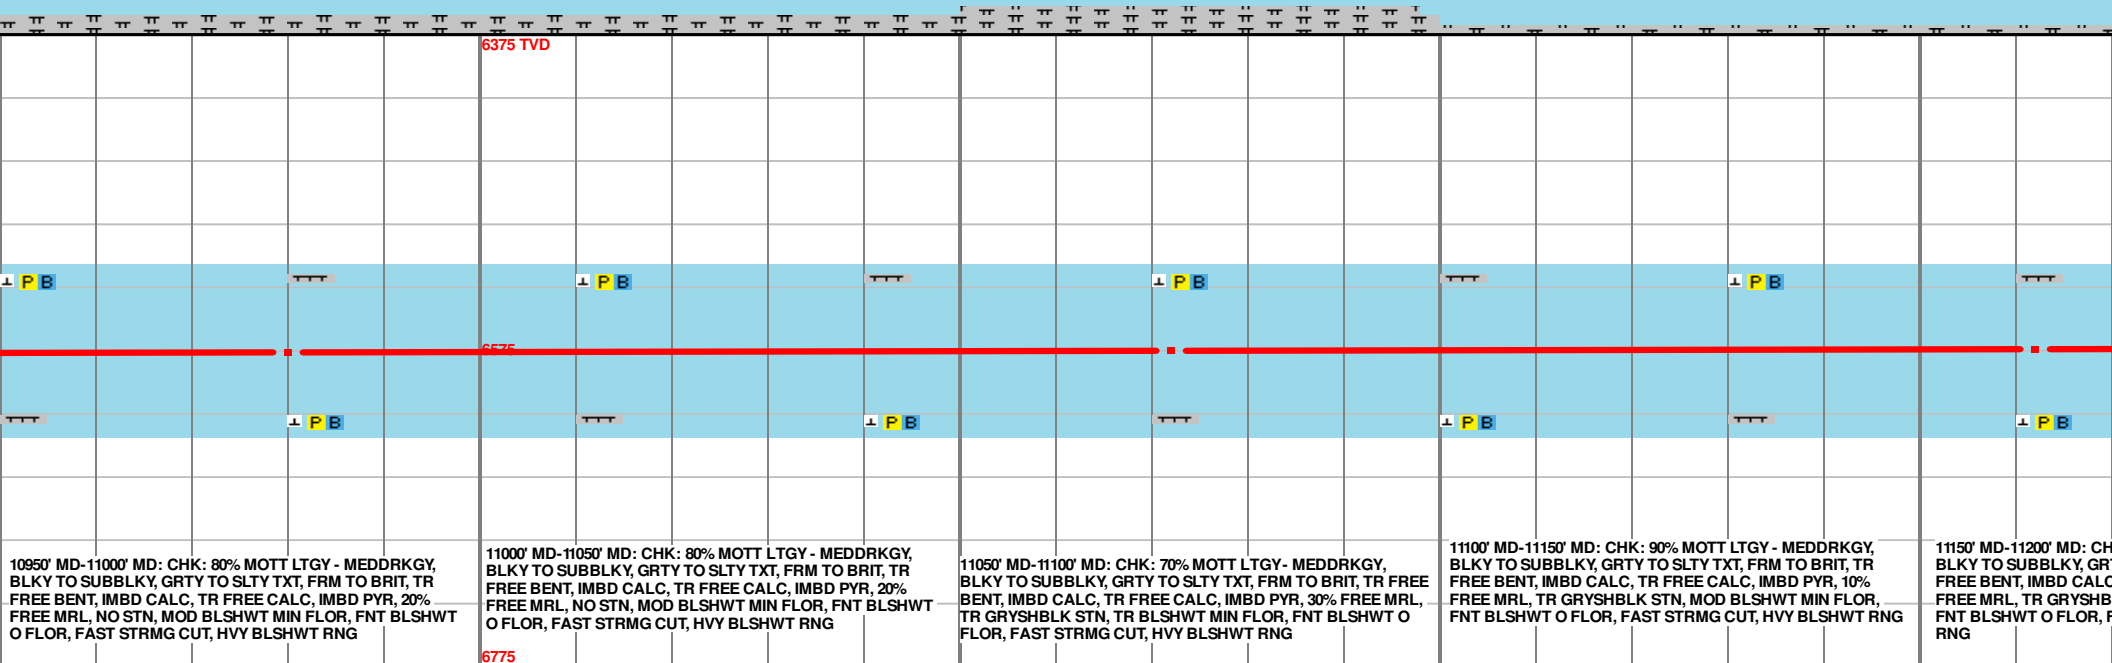 6375 TVD
P B
P B
P B
P B
6575
P B
P B
P B
P B
10950' MD-11000' MD: CHK: 80% MOTT LTGY - MEDDRKGY,
BLKY TO SUBBLKY, GRTY TO SLTY TXT, FRM TO BRIT, TR
FREE BENT, IMBD CALC, TR FREE CALC, IMBD PYR, 20%
FREE MRL, NO STN, MOD BLSHWT MIN FLOR, FNT BLSHWT
O FLOR, FAST STRMG CUT, HVY BLSHWT RNG
11000' MD-11050' MD: CHK: 80% MOTT LTGY - MEDDRKGY,
BLKY TO SUBBLKY, GRTY TO SLTY TXT, FRM TO BRIT, TR
FREE BENT, IMBD CALC, TR FREE CALC, IMBD PYR, 20%
FREE MRL, NO STN, MOD BLSHWT MIN FLOR, FNT BLSHWT
O FLOR, FAST STRMG CUT, HVY BLSHWT RNG
11050' MD-11100' MD: CHK: 70% MOTT LTGY- MEDDRKGY,
BLKY TO SUBBLKY, GRTY TO SLTY TXT, FRM TO BRIT, TR FREE
BENT, IMBD CALC, TR FREE CALC, IMBD PYR, 30% FREE MRL,
TR GRYSHBLK STN, TR BLSHWT MIN FLOR, FNT BLSHWT O
FLOR, FAST STRMG CUT, HVY BLSHWT RNG
11100' MD-11150' MD: CHK: 90% MOTT LTGY - MEDDRKGY,
BLKY TO SUBBLKY, GRTY TO SLTY TXT, FRM TO BRIT, TR
FREE BENT, IMBD CALC, TR FREE CALC, IMBD PYR, 10%
FREE MRL, TR GRYSHBLK STN, MOD BLSHWT MIN FLOR,
FNT BLSHWT O FLOR, FAST STRMG CUT, HVY BLSHWT RNG
11150' MD-11200' MD: CH
BLKY TO SUBBLKY, GR
FREE BENT, IMBD CALC
FREE MRL, TR GRYSHB
FNT BLSHWT O FLOR, F
RNG
6775